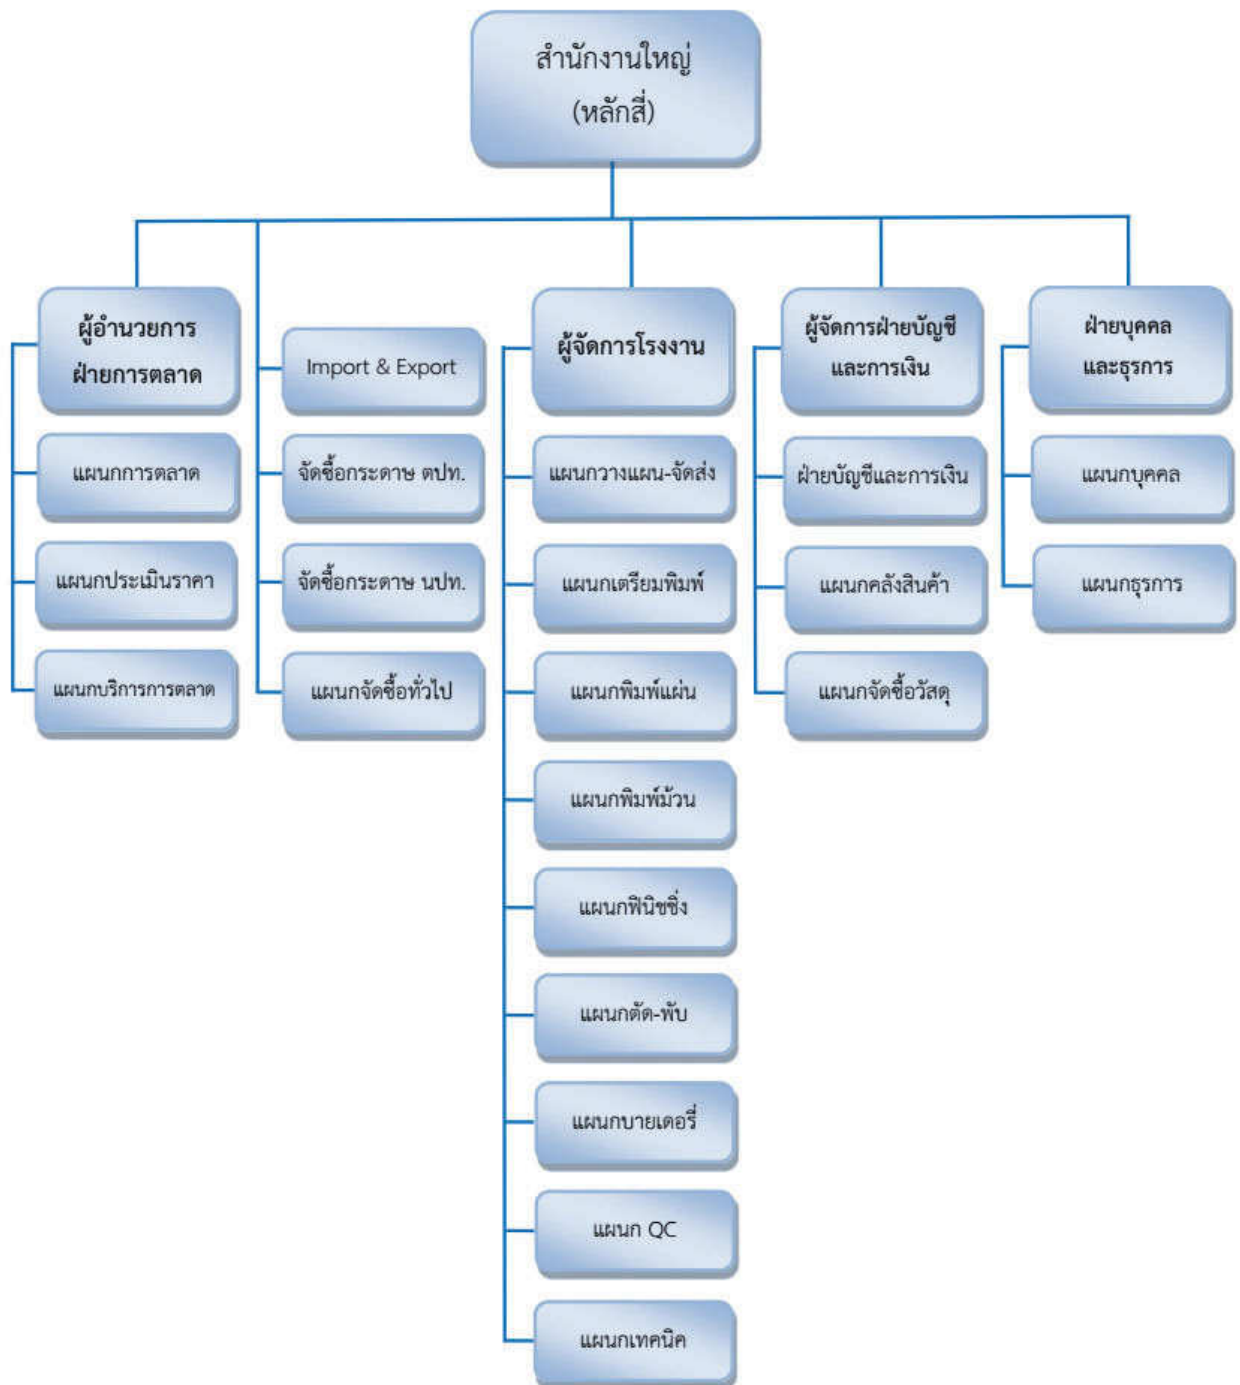 สำนักงานใหญ่
(หลักสี่)
ผู้อำนวยการ
ฝ่ายการตลาด
แผนกการตลาด
แผนกประเมินราคา
แผนกบริการการตลาด
Import & Export
จัดซื้อกระดาษ ตปท.
จัดซื้อกระดาษ นปท.
แผนกจัดซื้อทั่วไป
ผู้จัดการโรงงาน
แผนกวางแผน-จัดส่ง
แผนกเตรียมพิมพ์
แผนกพิมพ์แผ่น
แผนกพิมพ์ม้วน
แผนกฟินิชชิ่ง
แผนกตัด-พับ
แผนกบายเดอรี่
แผนก QC
แผนกเทคนิค
ผู้จัดการฝ่ายบัญชี
และการเงิน
ฝ่ายบัญชีและการเงิน
แผนกคลังสินค้า
แผนกจัดซื้อวัสดุ
ฝ่ายบุคคล
และธุรการ
แผนกบุคคล
แผนกธุรการ